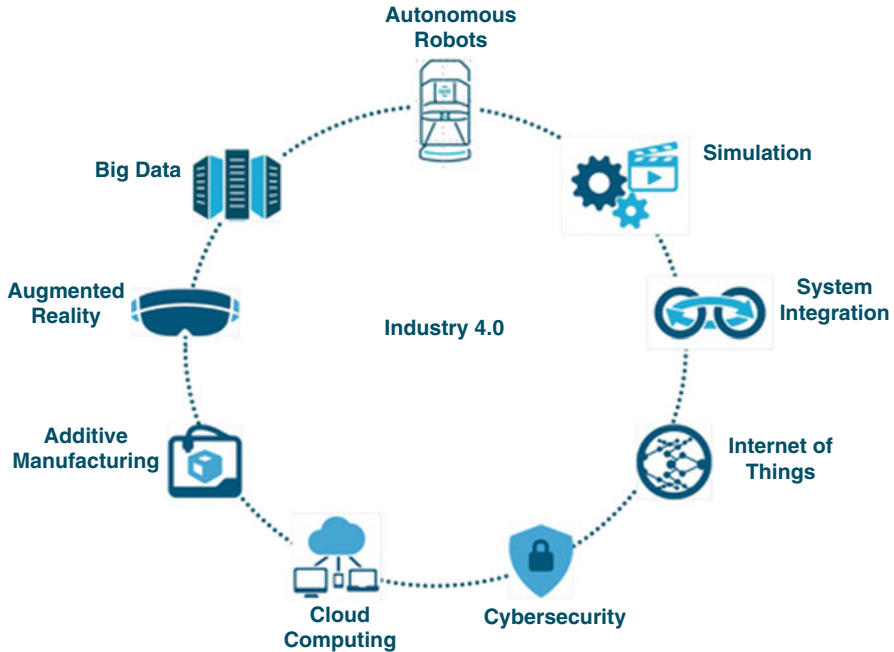 Autonomous
Robots
Simulation
Big Data
System
Integration
Augmented
Reality
Industry 4.0
Additive
Manufacturing
Internet of
Things
Cloud
Computing
Cybersecurity